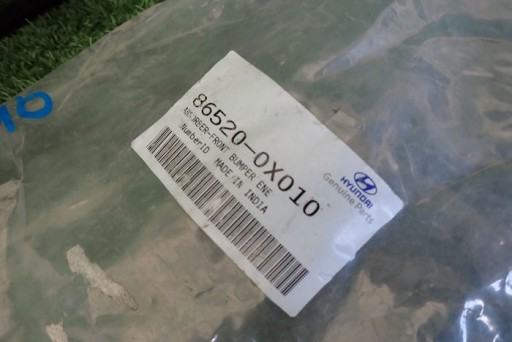 86520-0X010
ABSORBER-FRONT BUMPER ENE
NumberID MADE IN INDIA
HYUNDAI
Genuine Parts